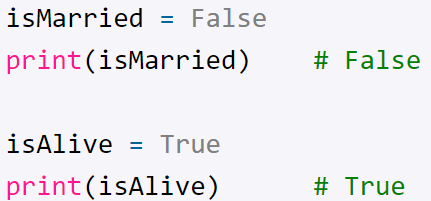 isMarried = False
print(isMarried)    # False

isAlive = True
print(isAlive)      # True